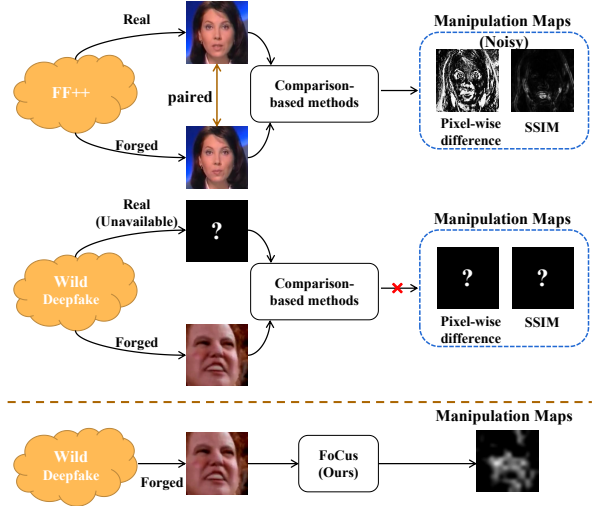 Real
FF++
paired
Forged
Comparison-
based methods
Manipulation Maps
(Noisy)
Pixel-wise
difference
SSIM
Real
(Unavailable)
?
Wild
Deepfake
Forged
Comparison-
based methods
Manipulation Maps
?
?
Pixel-wise
difference
SSIM
Wild
Deepfake
Forged
FoCus
(Ours)
Manipulation Maps